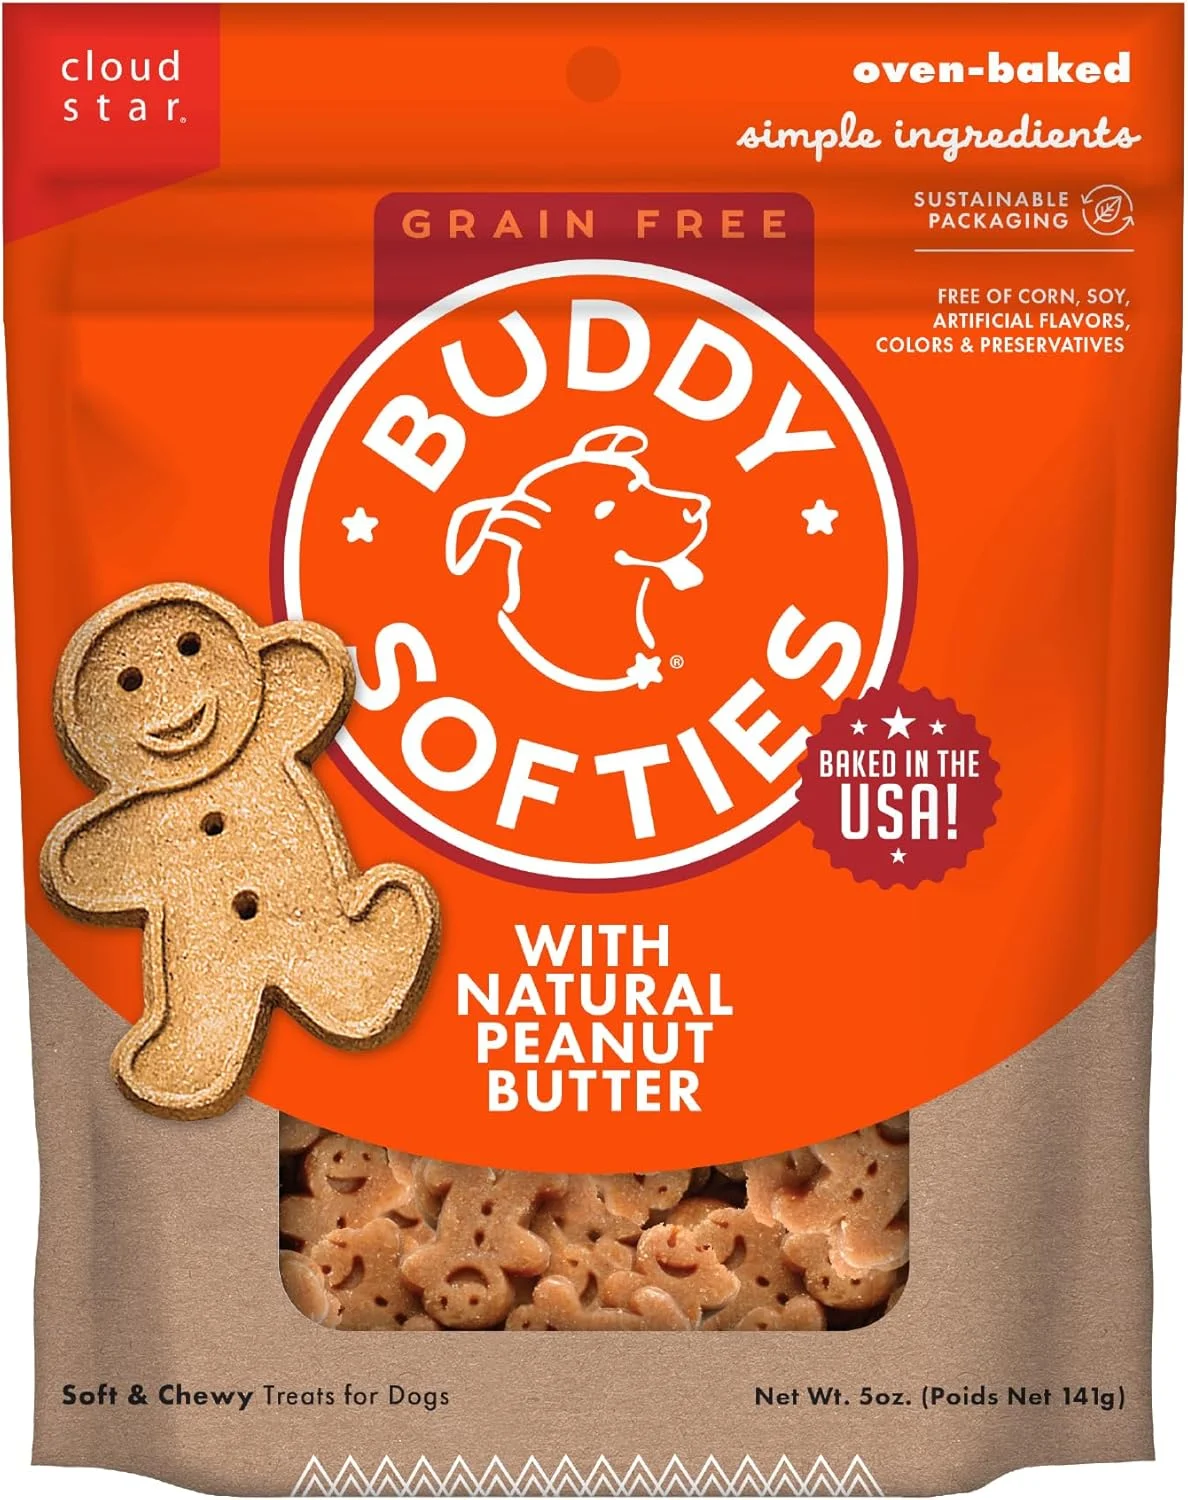 cloud
star®
oven-baked
simple ingredients
SUSTAINABLE
PACKAGING
GRAIN FREE
FREE OF CORN, SOY,
ARTIFICIAL FLAVORS,
COLORS & PRESERVATIVES
BUDDY
SOFTIES
®
BAKED IN THE
USA!
WITH
NATURAL
PEANUT
BUTTER
Soft & Chewy Treats for Dogs
Net Wt. 5oz. (Poids Net 141g)